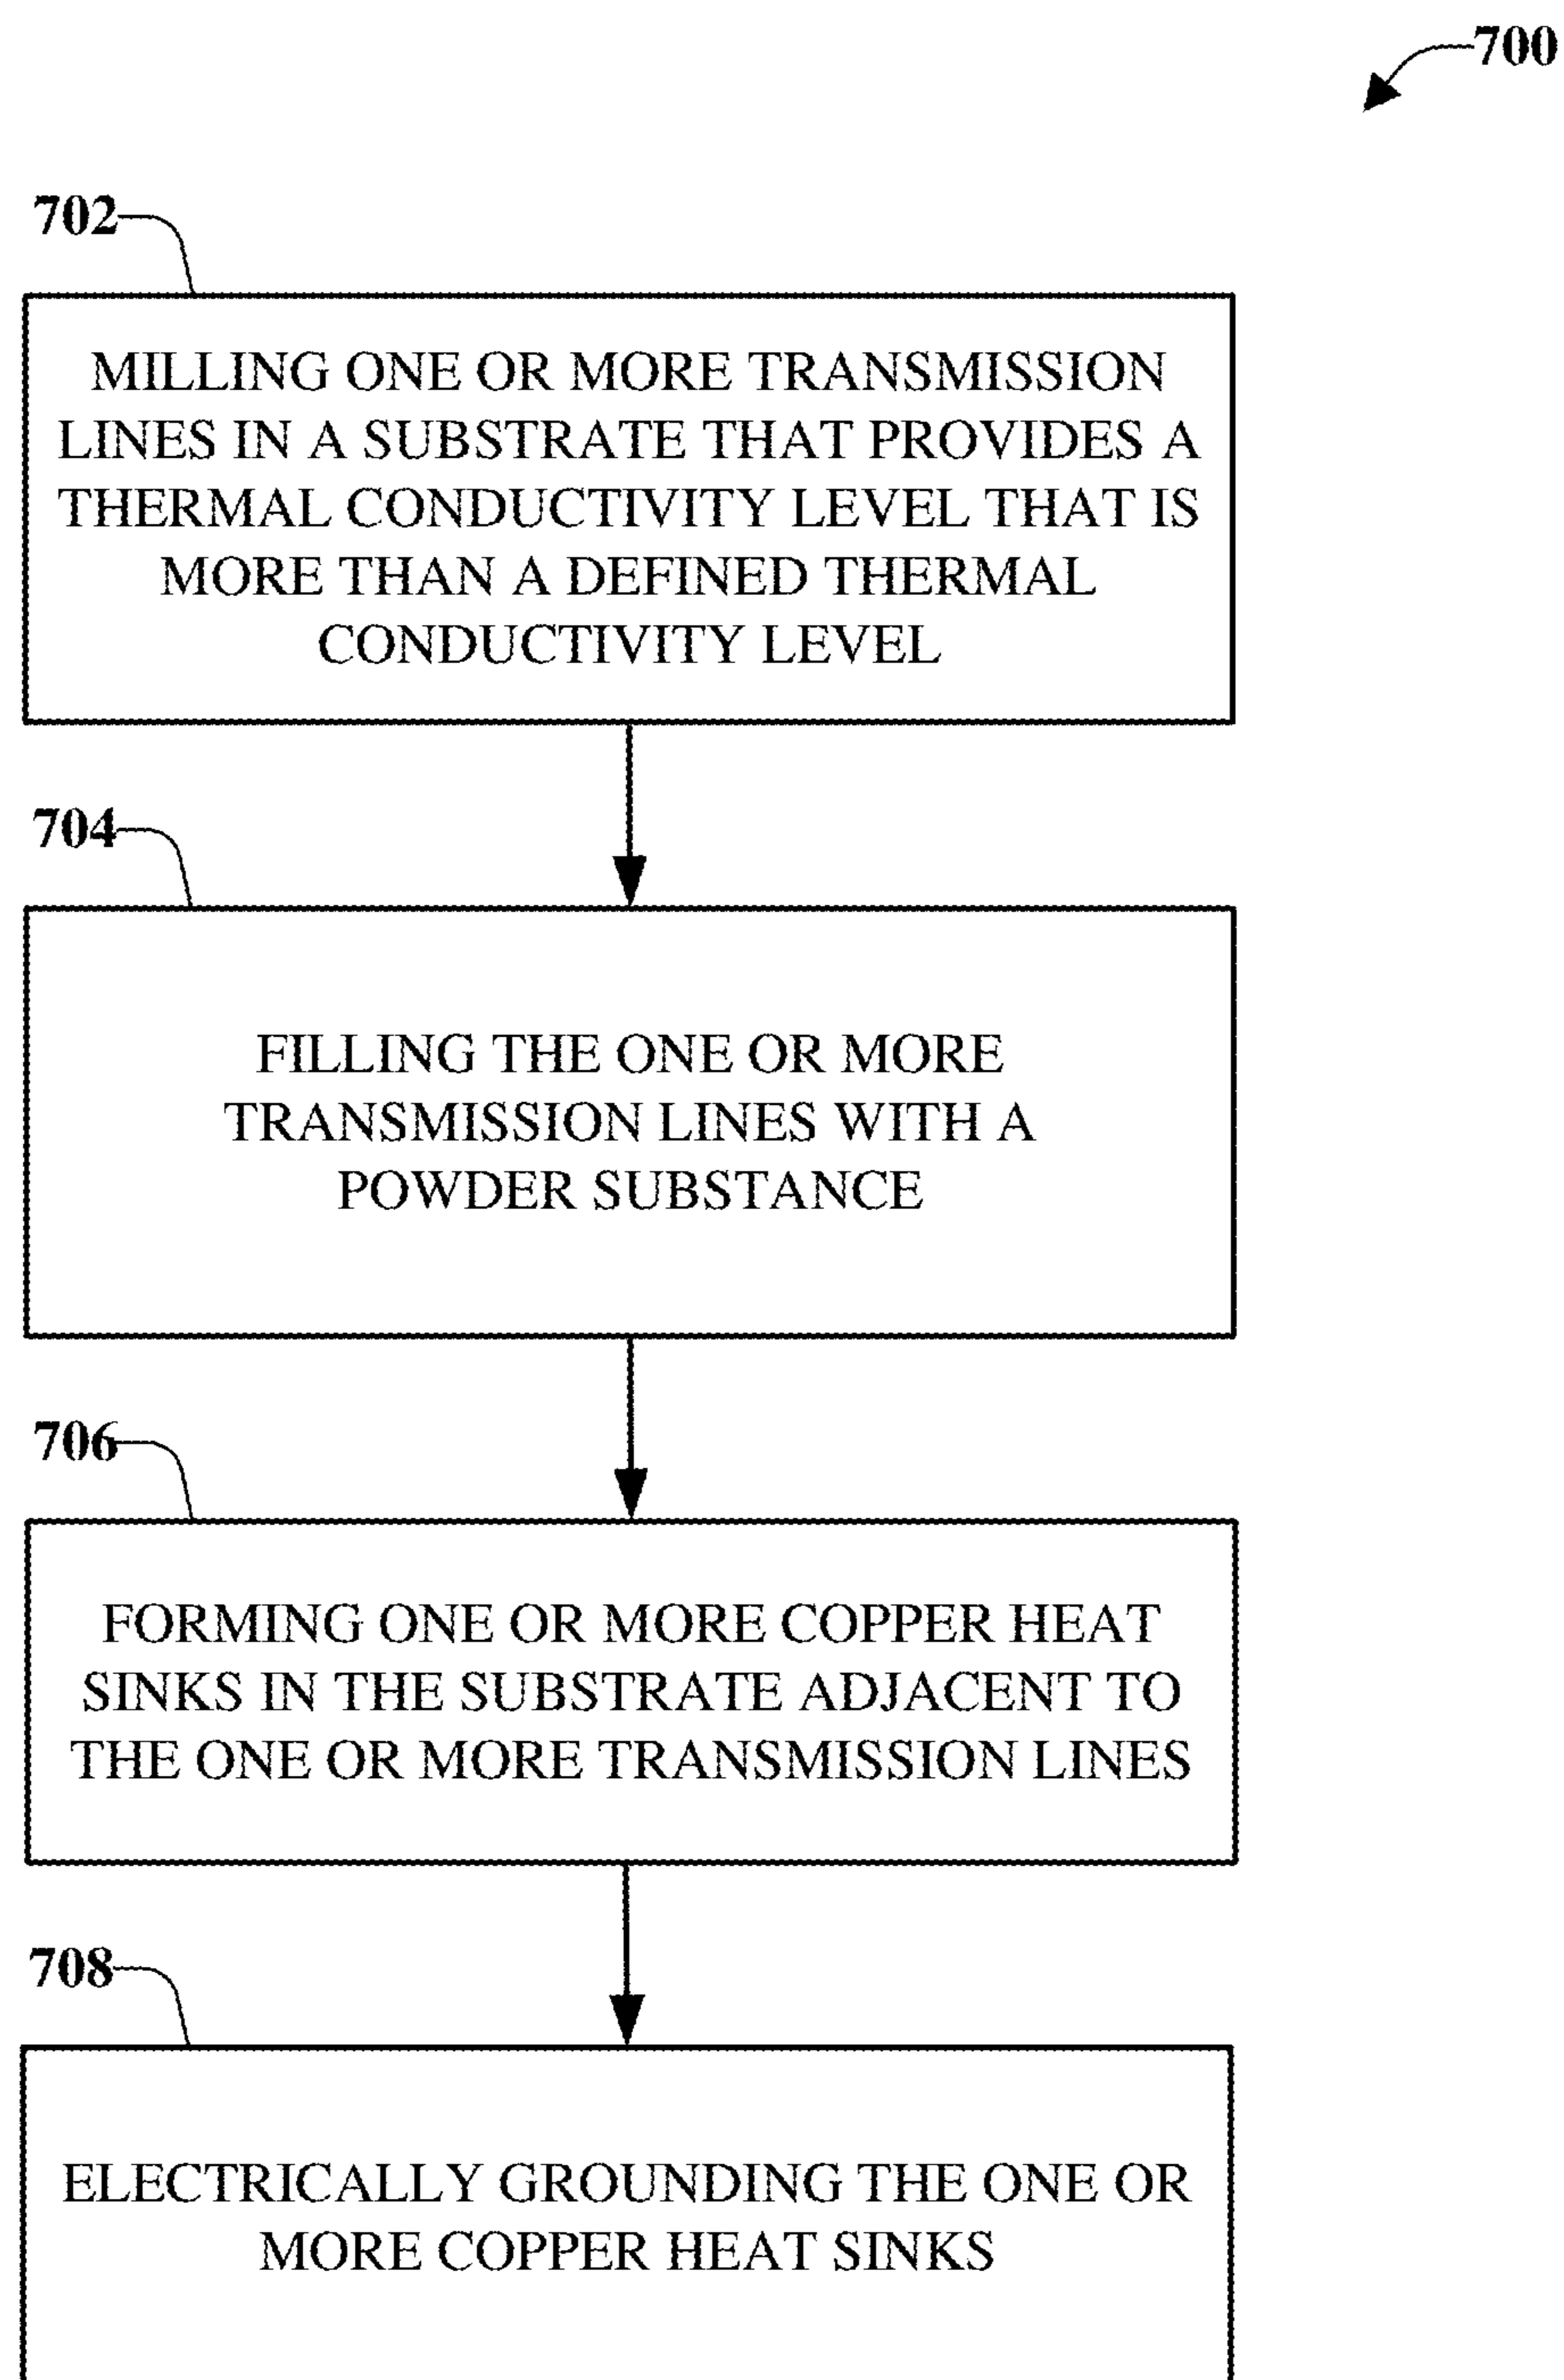 700
702
MILLING ONE OR MORE TRANSMISSION
LINES IN A SUBSTRATE THAT PROVIDES A
THERMAL CONDUCTIVITY LEVEL THAT IS
MORE THAN A DEFINED THERMAL
CONDUCTIVITY LEVEL
704
FILLING THE ONE OR MORE
TRANSMISSION LINES WITH A
POWDER SUBSTANCE
706
FORMING ONE OR MORE COPPER HEAT
SINKS IN THE SUBSTRATE ADJACENT TO
THE ONE OR MORE TRANSMISSION LINES
708
ELECTRICALLY GROUNDING THE ONE OR
MORE COPPER HEAT SINKS